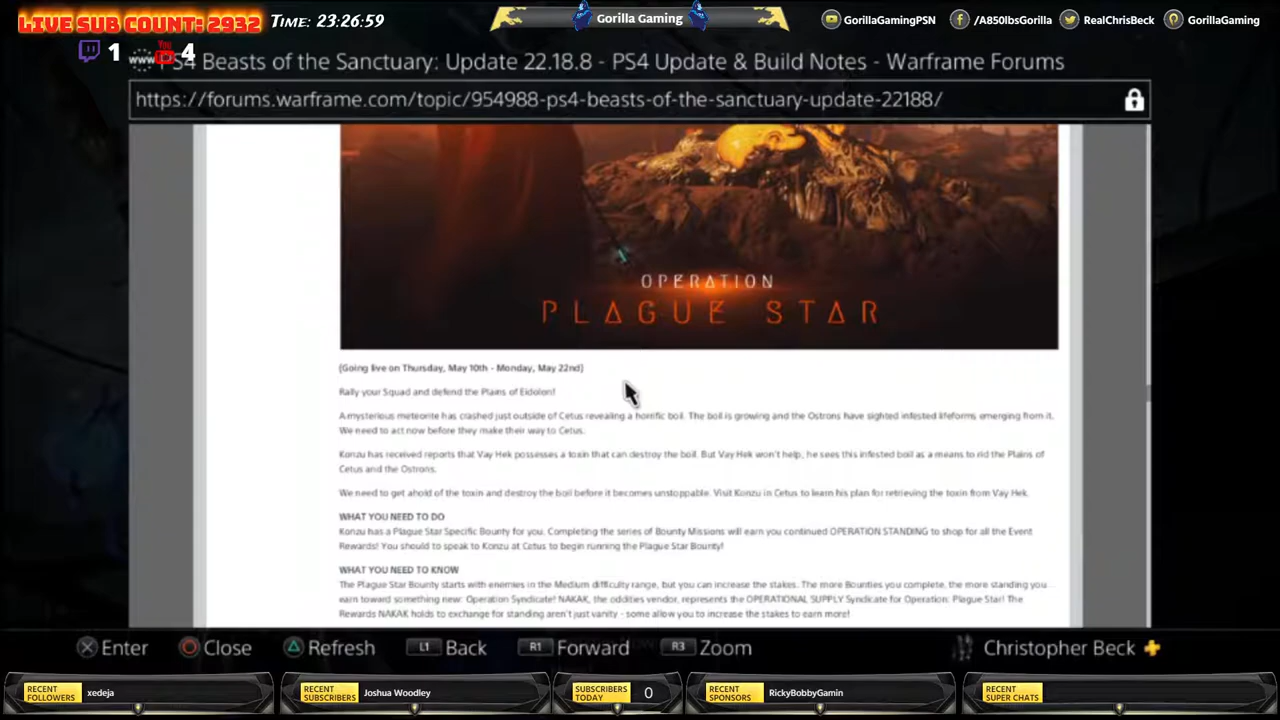 LIVE SUB COUNT: 2932
TIME: 23:26:59
Gorilla Gaming
GorillaGamingPSN
/A850lbsGorilla
RealChrisBeck
GorillaGaming
1
You
4
www
PS4 Beasts of the Sanctuary: Update 22.18.8 - PS4 Update & Build Notes - Warframe Forums
https://forums.warframe.com/topic/954988-ps4-beasts-of-the-sanctuary-update-22188/
OPERATION
PLAGUE STAR
(Going live on Thursday, May 10th - Monday, May 22nd)
Rally your Squad and defend the Plains of Eidolon!
A mysterious meteorite has crashed just outside of Cetus revealing a horrific boil. The boil is growing and the Ostrons have sighted infested lifeforms emerging from it.
We need to act now before they make their way to Cetus.
Konzu has received reports that Vay Hek possesses a toxin that can destroy the boil. But Vay Hek won't help, he sees this infested boil as a means to rid the Plains of
Cetus and the Ostrons.
We need to get ahold of the toxin and destroy the boil before it becomes unstoppable. Visit Konzu in Cetus to learn his plan for retrieving the toxin from Vay Hek.
WHAT YOU NEED TO DO
Konzu has a Plague Star Specific Bounty for you. Completing the series of Bounty Missions will earn you continued OPERATION STANDING to shop for all the Event
Rewards! You should to speak to Konzu at Cetus to begin running the Plague Star Bounty!
WHAT YOU NEED TO KNOW
The Plague Star Bounty starts with enemies in the Medium difficulty range, but you can increase the stakes. The more Bounties you complete, the more standing you
earn toward something new: Operation Syndicate! NAKAK, the oddities vendor, represents the OPERATIONAL SUPPLY Syndicate for Operation: Plague Star! The
Rewards NAKAK holds to exchange for standing aren't just vanity - some allow you to increase the stakes to earn more!
Enter
Close
Refresh
L1 Back
R1 Forward
R3 Zoom
Christopher Beck
RECENT
FOLLOWERS
xedeja
RECENT
SUBSCRIBERS
Joshua Woodley
SUBSCRIBERS
TODAY
0
RECENT
SPONSORS
RickyBobbyGamin
RECENT
SUPER CHATS